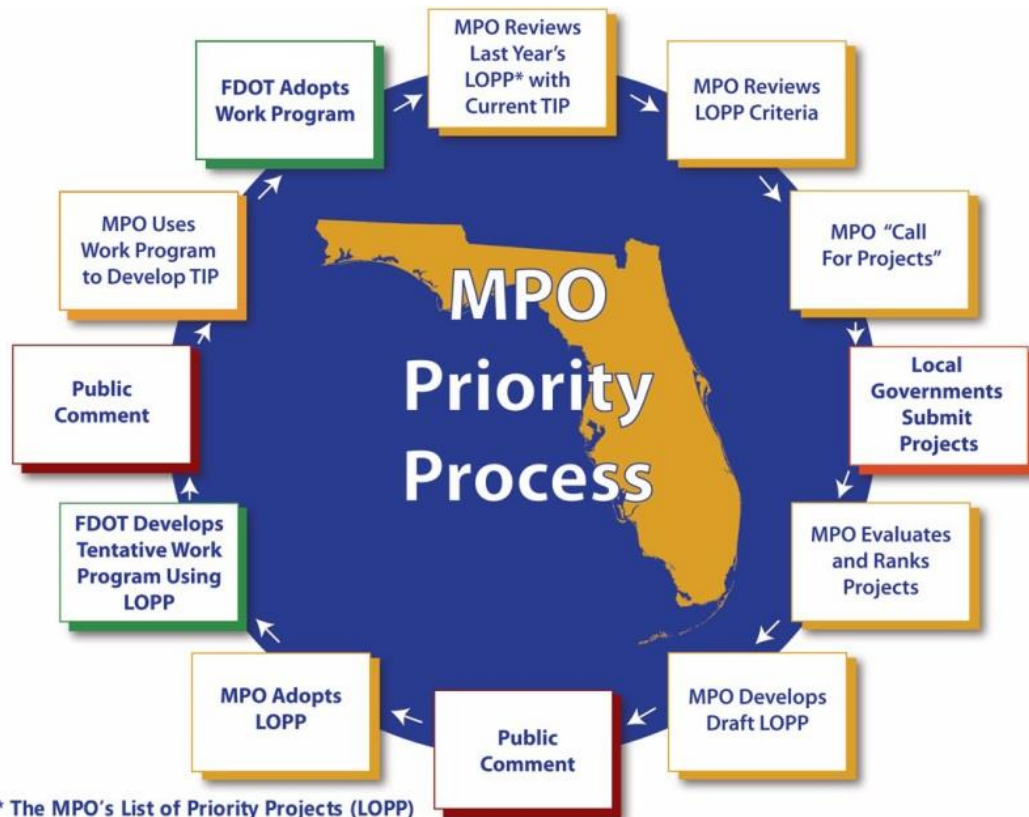 MPO Reviews
Last Year's
LOPP* with
Current TIP
MPO Reviews
LOPP Criteria
MPO "Call
For Projects"
Local
Governments
Submit
Projects
MPO Evaluates
and Ranks
Projects
MPO Develops
Draft LOPP
Public
Comment
MPO Adopts
LOPP
FDOT Develops
Tentative Work
Program Using
LOPP
Public
Comment
MPO Uses
Work Program
to Develop TIP
FDOT Adopts
Work Program
MPO
Priority
Process
* The MPO's List of Priority Projects (LOPP)